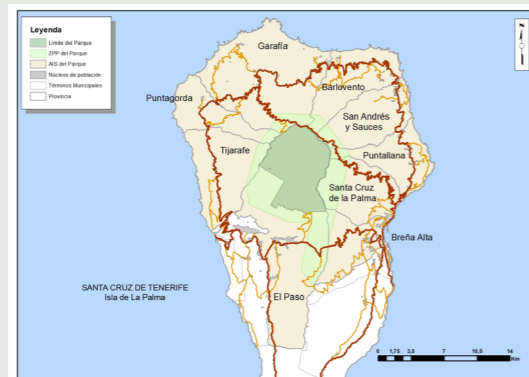 Leyenda
Límite del Parque
ZPP del Parque
AIS del Parque
Núcleos de población
Términos Municipales
Provincia
N
Garafía
Barlovento
Puntagorda
San Andrés
y Sauces
Tijarafe
Puntallana
Santa Cruz
de la Palma
Breña Alta
SANTA CRUZ DE TENERIFE
Isla de La Palma
El Paso
0 1,75 3,5 7 10,5 14
Km